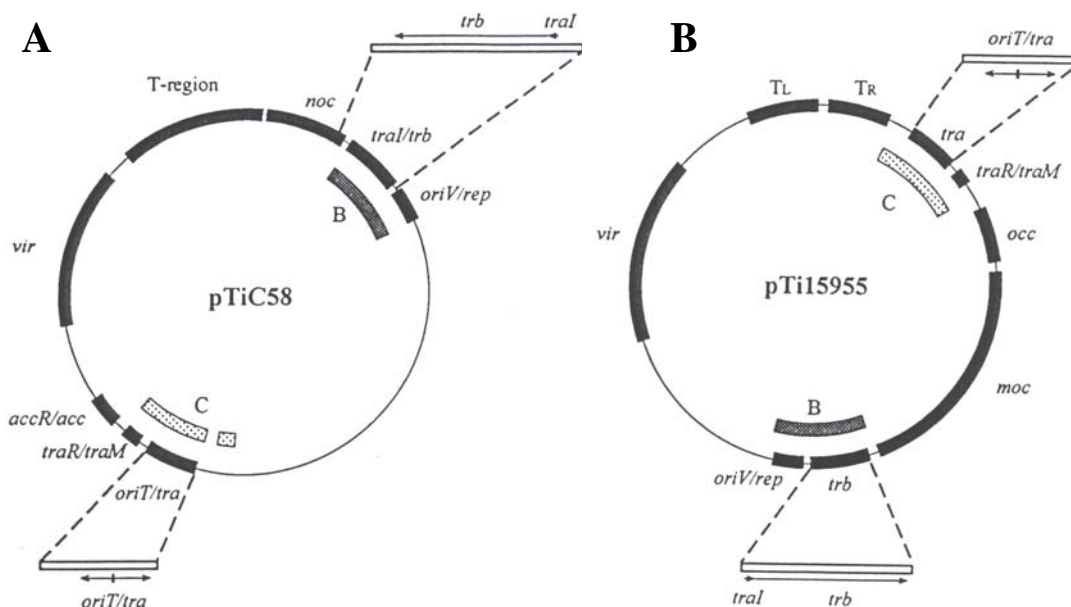 A
trb traI
T-region
noc
traI/trb
oriV/rep
B
vir
pTiC58
C
accR/acc
traR/traM
oriT/tra
oriT/tra
B
oriT/tra
TL TR
tra
traR/traM
C
occ
vir
pTi15955
moc
B
oriV/rep trb
traI trb